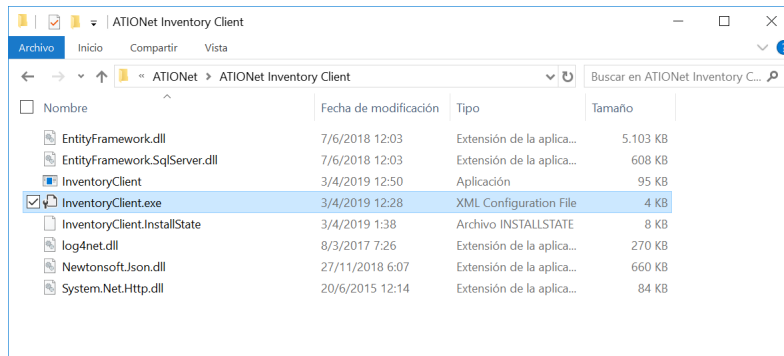 ATIONet Inventory Client
Archivo Inicio Compartir Vista
« ATIONet > ATIONet Inventory Client Buscar en ATIONet Inventory C...
Nombre Fecha de modificación Tipo Tamaño
EntityFramework.dll 7/6/2018 12:03 Extensión de la aplica... 5.103 KB
EntityFramework.SqlServer.dll 7/6/2018 12:03 Extensión de la aplica... 608 KB
InventoryClient 3/4/2019 12:50 Aplicación 95 KB
InventoryClient.exe 3/4/2019 12:28 XML Configuration File 4 KB
InventoryClient.InstallState 3/4/2019 1:38 Archivo INSTALLSTATE 8 KB
log4net.dll 8/3/2017 7:26 Extensión de la aplica... 270 KB
Newtonsoft.Json.dll 27/11/2018 6:07 Extensión de la aplica... 660 KB
System.Net.Http.dll 20/6/2015 12:14 Extensión de la aplica... 84 KB